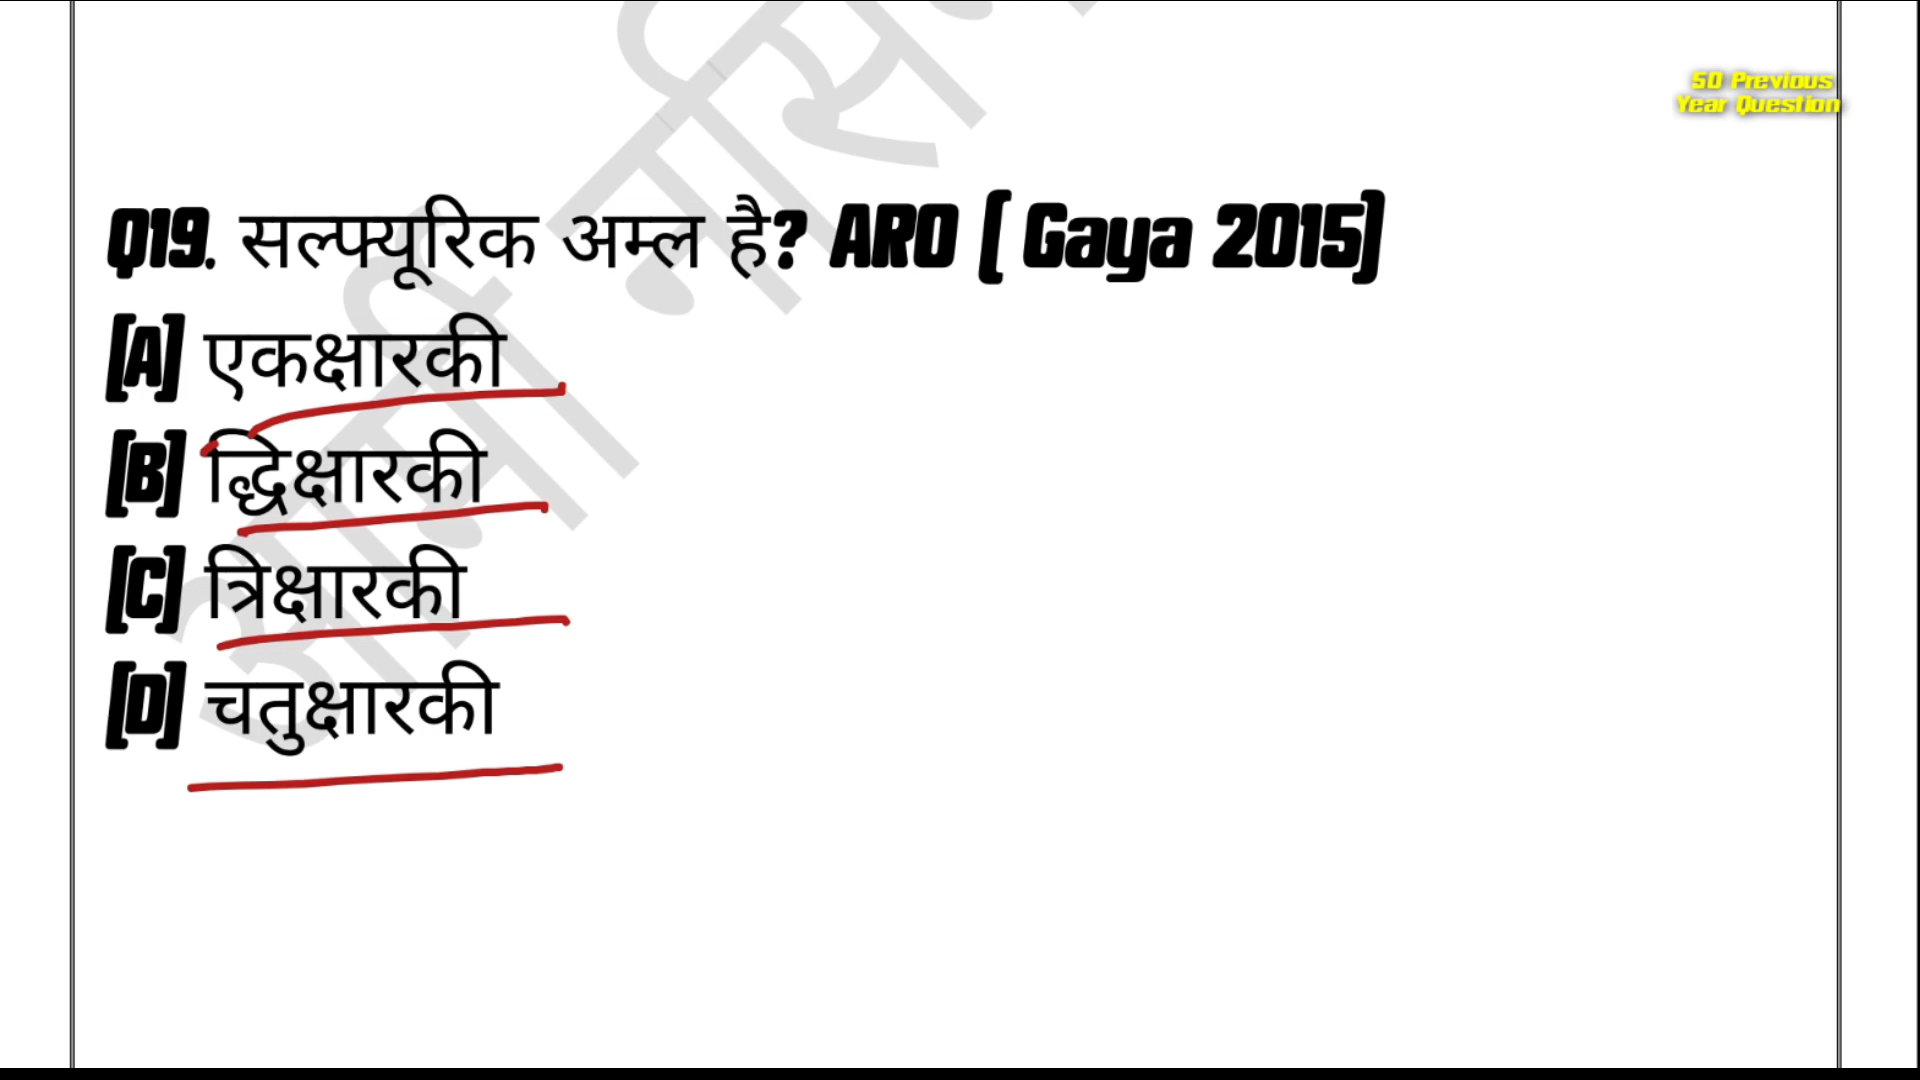 50 Previous
Year Question
Q19. सल्फ्यूरिक अम्ल है? ARO ( Gaya 2015)
[A] एकक्षारकी
[B] द्धिक्षारकी
[C] त्रिक्षारकी
[D] चतुक्षारकी